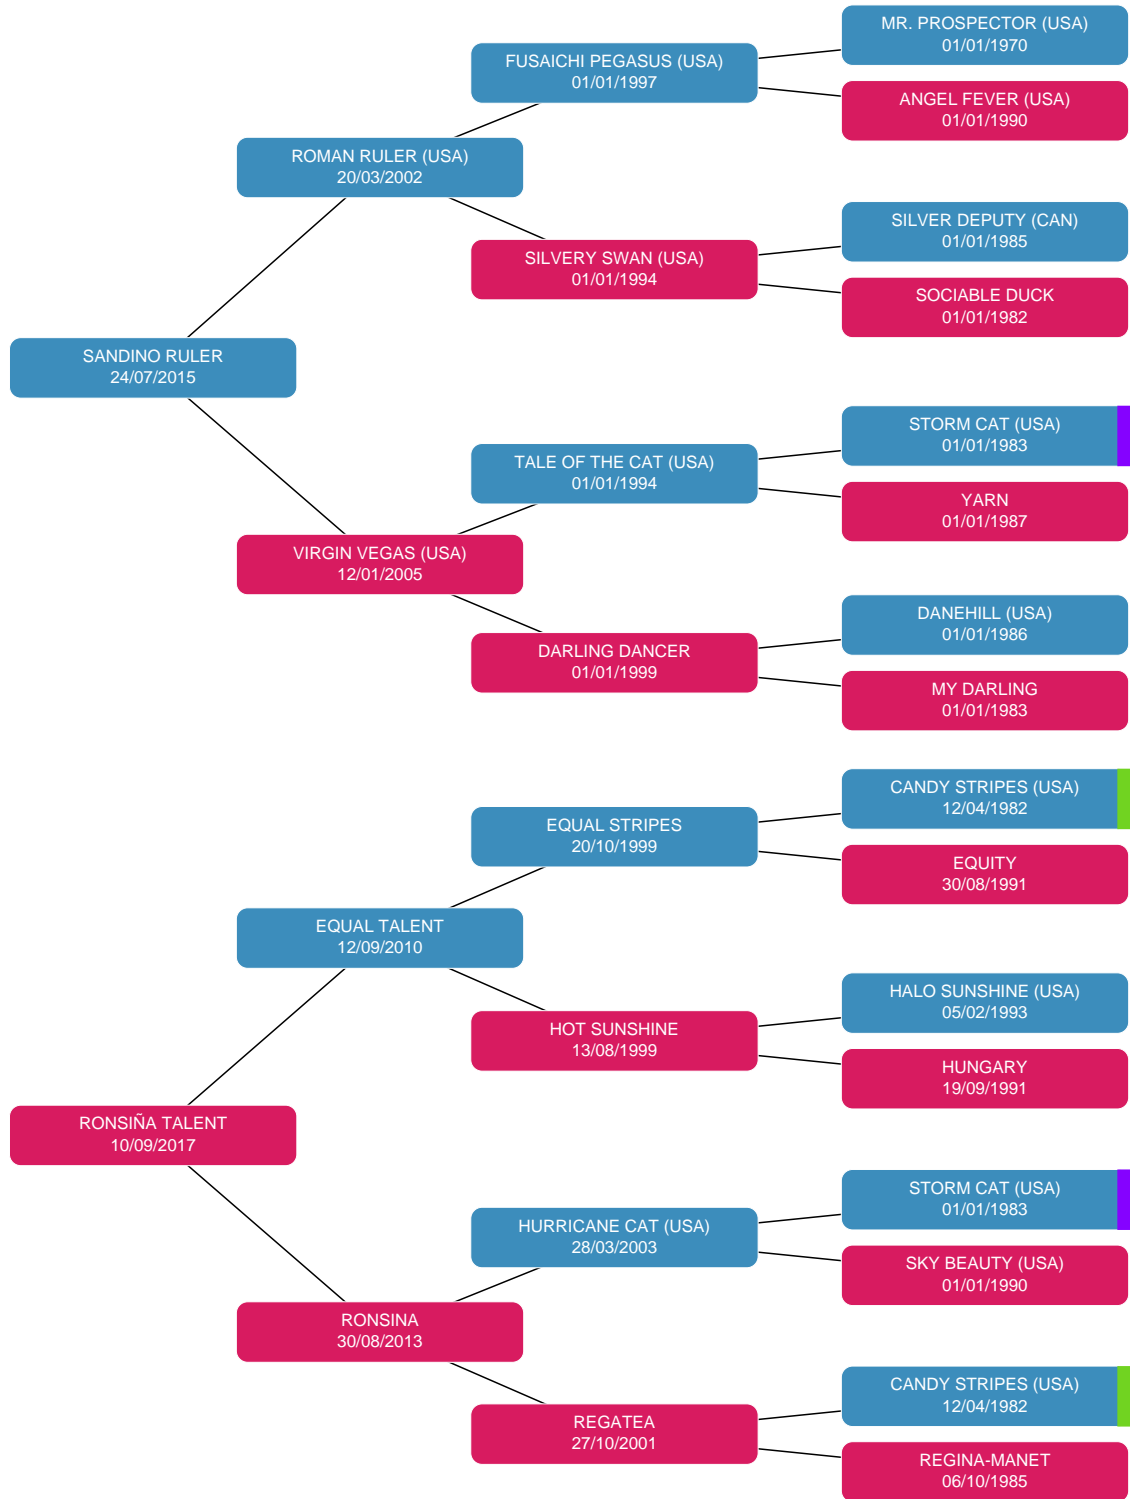 MR. PROSPECTOR (USA)
01/01/1970
FUSAICHI PEGASUS (USA)
01/01/1997
ANGEL FEVER (USA)
01/01/1990
ROMAN RULER (USA)
20/03/2002
SILVER DEPUTY (CAN)
01/01/1985
SILVERY SWAN (USA)
01/01/1994
SOCIABLE DUCK
01/01/1982
SANDINO RULER
24/07/2015
STORM CAT (USA)
01/01/1983
TALE OF THE CAT (USA)
01/01/1994
YARN
01/01/1987
VIRGIN VEGAS (USA)
12/01/2005
DANEHILL (USA)
01/01/1986
DARLING DANCER
01/01/1999
MY DARLING
01/01/1983
CANDY STRIPES (USA)
12/04/1982
EQUAL STRIPES
20/10/1999
EQUITY
30/08/1991
EQUAL TALENT
12/09/2010
HALO SUNSHINE (USA)
05/02/1993
HOT SUNSHINE
13/08/1999
HUNGARY
19/09/1991
RONSIÑA TALENT
10/09/2017
STORM CAT (USA)
01/01/1983
HURRICANE CAT (USA)
28/03/2003
SKY BEAUTY (USA)
01/01/1990
RONSINA
30/08/2013
CANDY STRIPES (USA)
12/04/1982
REGATEA
27/10/2001
REGINA-MANET
06/10/1985